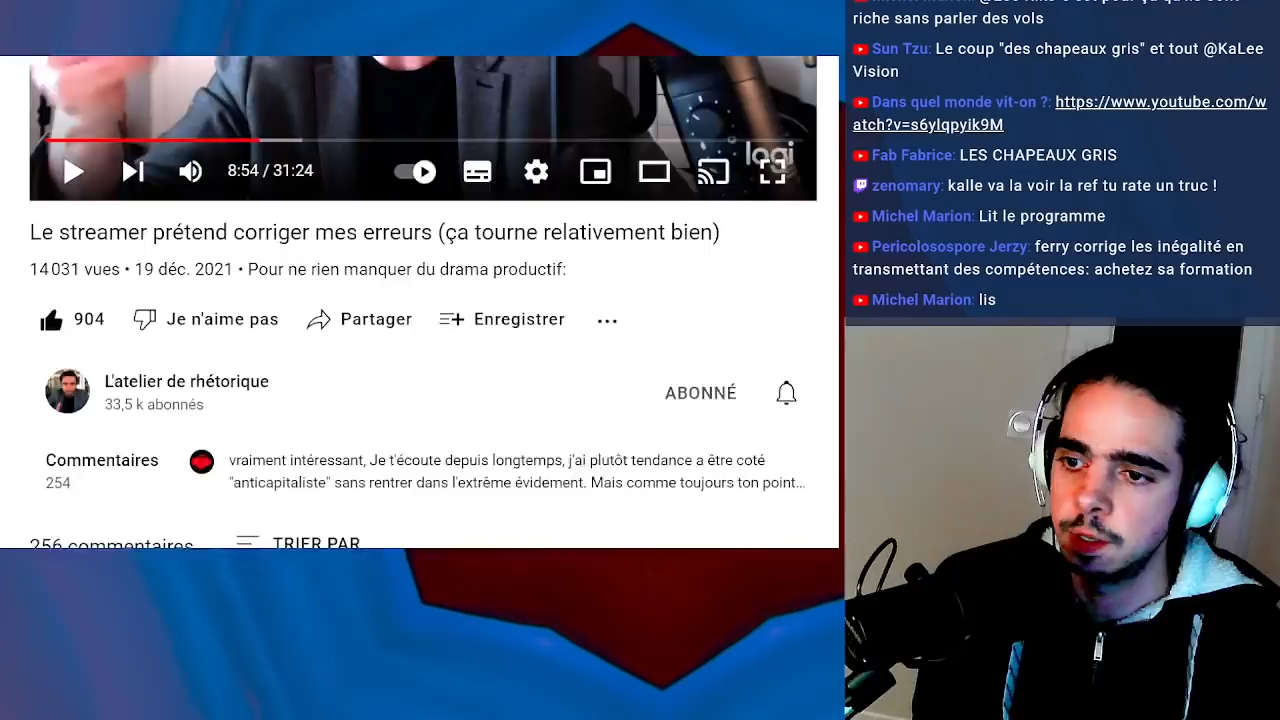 logi
8:54 / 31:24
Le streamer prétend corriger mes erreurs (ça tourne relativement bien)
14 031 vues • 19 déc. 2021 • Pour ne rien manquer du drama productif:
904
Je n'aime pas
Partager
Enregistrer
L'atelier de rhétorique
33,5 k abonnés
ABONNÉ
Commentaires
254
vraiment intéressant, Je t'écoute depuis longtemps, j'ai plutôt tendance a être coté
"anticapitaliste" sans rentrer dans l'extrême évidement. Mais comme toujours ton point...
256 commentaires
TRIER PAR
riche sans parler des vols
Sun Tzu: Le coup "des chapeaux gris" et tout @KaLee
Vision
Dans quel monde vit-on ?: https://www.youtube.com/w
atch?v=s6ylqpyik9M
Fab Fabrice: LES CHAPEAUX GRIS
zenomary: kalle va la voir la ref tu rate un truc !
Michel Marion: Lit le programme
Pericolosospore Jerzy: ferry corrige les inégalité en
transmettant des compétences: achetez sa formation
Michel Marion: lis